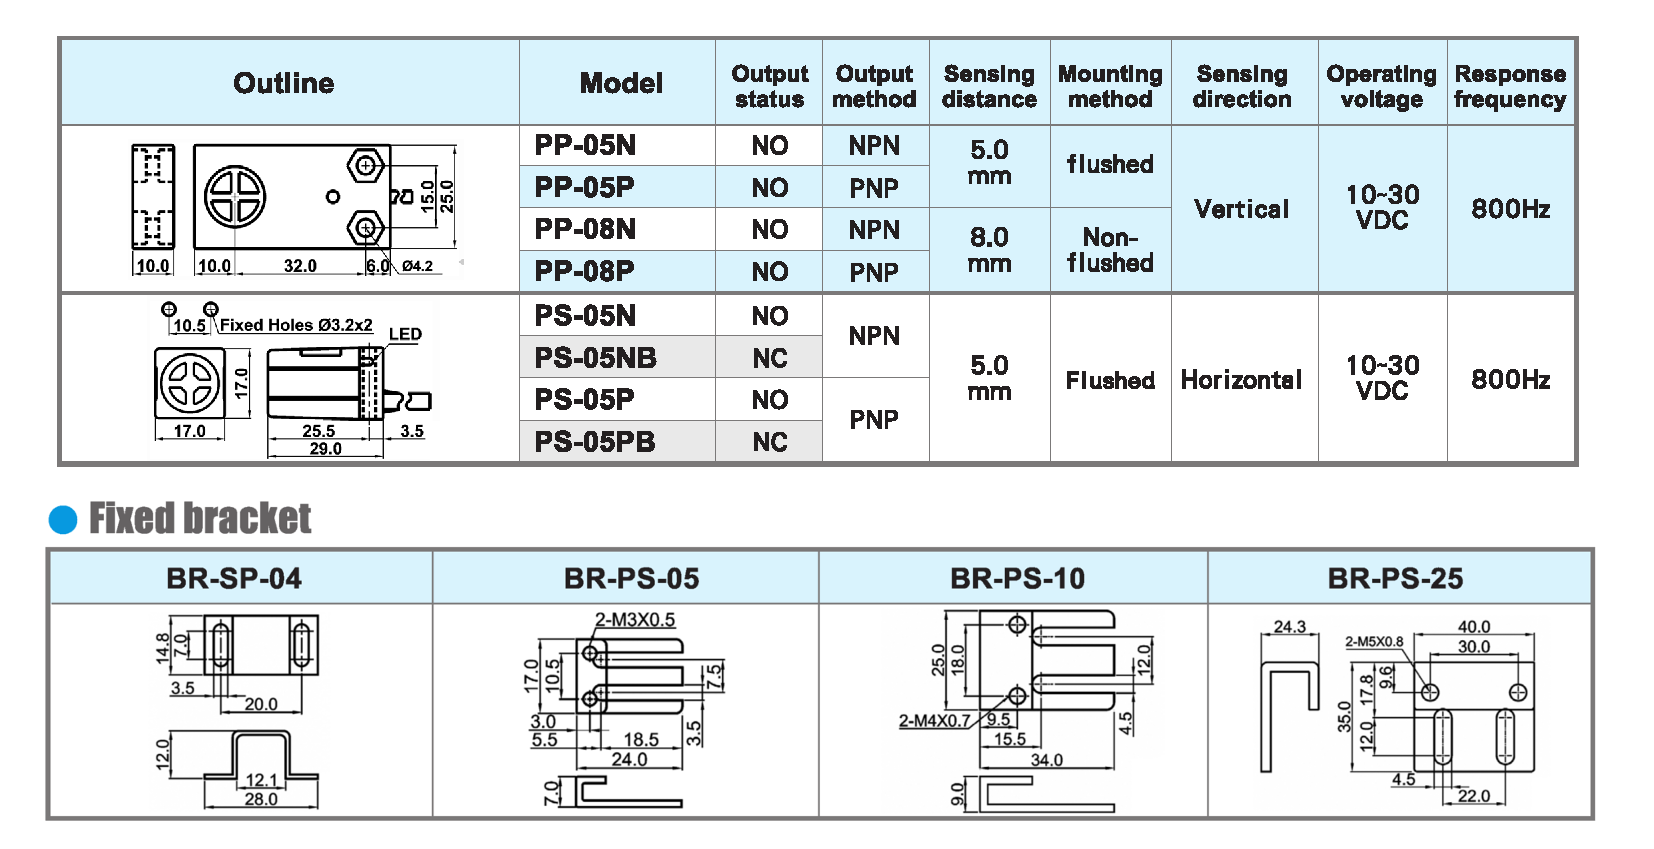 Outline
Model
Output status
Output method
Sensing distance
Mounting method
Sensing direction
Operating voltage
Response frequency
10.0
10.0
32.0
6.0
Ø4.2
15.0
25.0
PP-05N
NO
NPN
5.0 mm
flushed
Vertical
10~30 VDC
800Hz
PP-05P
NO
PNP
PP-08N
NO
NPN
8.0 mm
Non-flushed
PP-08P
NO
PNP
10.5
Fixed Holes Ø3.2x2
LED
17.0
17.0
25.5
3.5
29.0
PS-05N
NO
NPN
5.0 mm
Flushed
Horizontal
10~30 VDC
800Hz
PS-05NB
NC
PS-05P
NO
PNP
PS-05PB
NC
Fixed bracket
BR-SP-04
BR-PS-05
BR-PS-10
BR-PS-25
14.8
7.0
3.5
20.0
12.0
12.1
28.0
2-M3X0.5
17.0
10.5
7.5
3.0
5.5
18.5
3.5
24.0
7.0
25.0
18.0
12.0
2-M4X0.7
9.5
4.5
15.5
34.0
9.0
24.3
40.0
2-M5X0.8
30.0
9.6
17.8
35.0
12.0
4.5
22.0